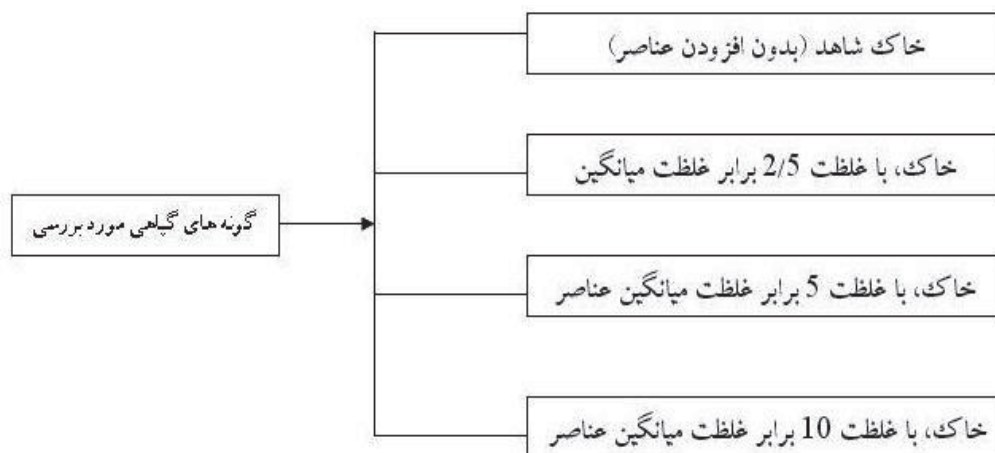 خاک شاهد (بدون افزودن عناصر)
خاک، با غلظت 2/5 برابر غلظت میانگین
گونه های گیاهی مورد بررسی
خاک، با غلظت 5 برابر غلظت میانگین عناصر
خاک، با غلظت 10 برابر غلظت میانگین عناصر